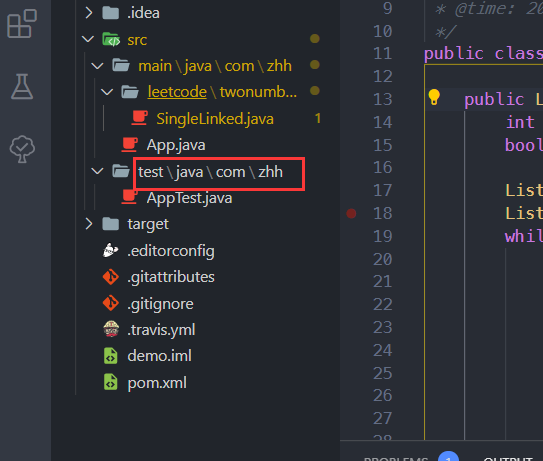 .idea
src
main\java\com\zhh
leetcode\twonumb...
SingleLinked.java 1
App.java
test\java\com\zhh
AppTest.java
target
.editorconfig
.gitattributes
.gitignore
.travis.yml
demo.iml
pom.xml
9 * @time: 20
10 */
11 public class
12
13 public L
14 int
15 bool
16
17 List
18 List
19 whil
20
21
22
23
24
25
26
27
28
PROBLEMS 1 OUTPUT